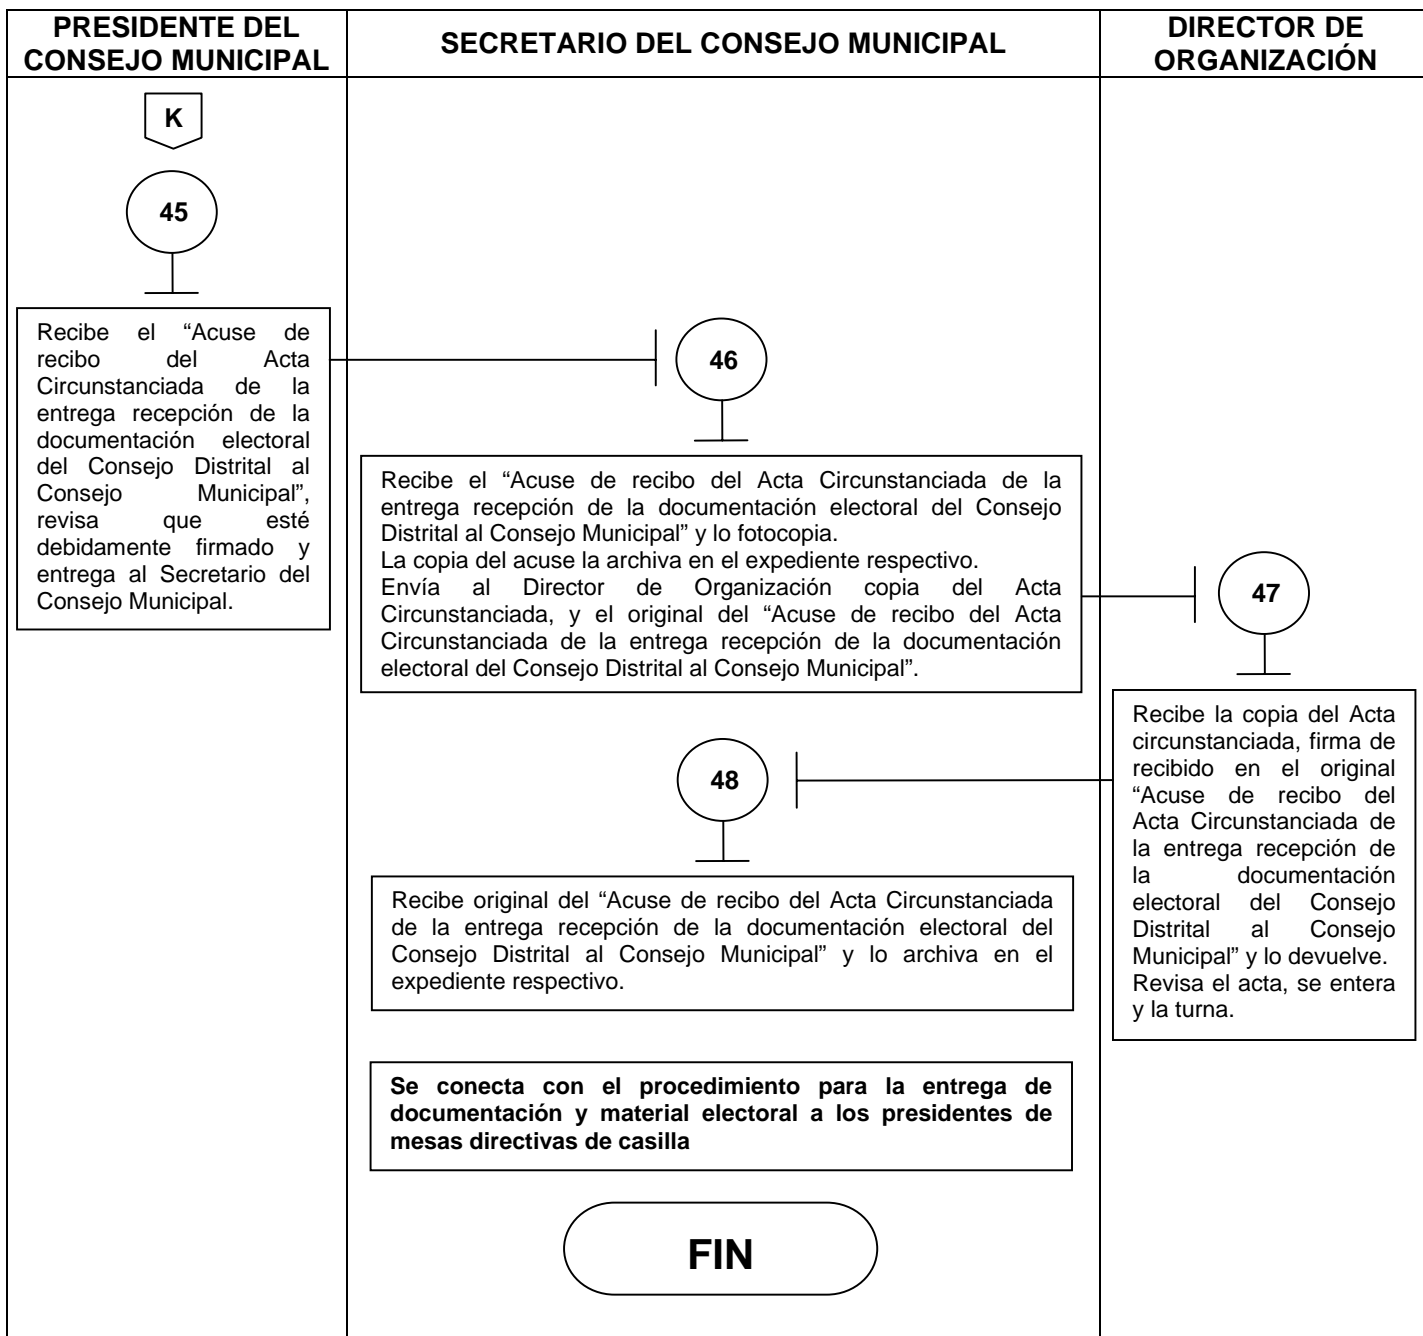 PRESIDENTE DEL
CONSEJO MUNICIPAL
SECRETARIO DEL CONSEJO MUNICIPAL
DIRECTOR DE
ORGANIZACIÓN
K
45
Recibe el “Acuse de
recibo del Acta
Circunstanciada de la
entrega recepción de la
documentación electoral
del Consejo Distrital al
Consejo Municipal”,
revisa que esté
debidamente firmado y
entrega al Secretario del
Consejo Municipal.
46
Recibe el “Acuse de recibo del Acta Circunstanciada de la
entrega recepción de la documentación electoral del Consejo
Distrital al Consejo Municipal” y lo fotocopia.
La copia del acuse la archiva en el expediente respectivo.
Envía al Director de Organización copia del Acta
Circunstanciada, y el original del “Acuse de recibo del Acta
Circunstanciada de la entrega recepción de la documentación
electoral del Consejo Distrital al Consejo Municipal”.
47
Recibe la copia del Acta
circunstanciada, firma de
recibido en el original
“Acuse de recibo del
Acta Circunstanciada de
la entrega recepción de
la documentación
electoral del Consejo
Distrital al Consejo
Municipal” y lo devuelve.
Revisa el acta, se entera
y la turna.
48
Recibe original del “Acuse de recibo del Acta Circunstanciada
de la entrega recepción de la documentación electoral del
Consejo Distrital al Consejo Municipal” y lo archiva en el
expediente respectivo.
Se conecta con el procedimiento para la entrega de
documentación y material electoral a los presidentes de
mesas directivas de casilla
FIN